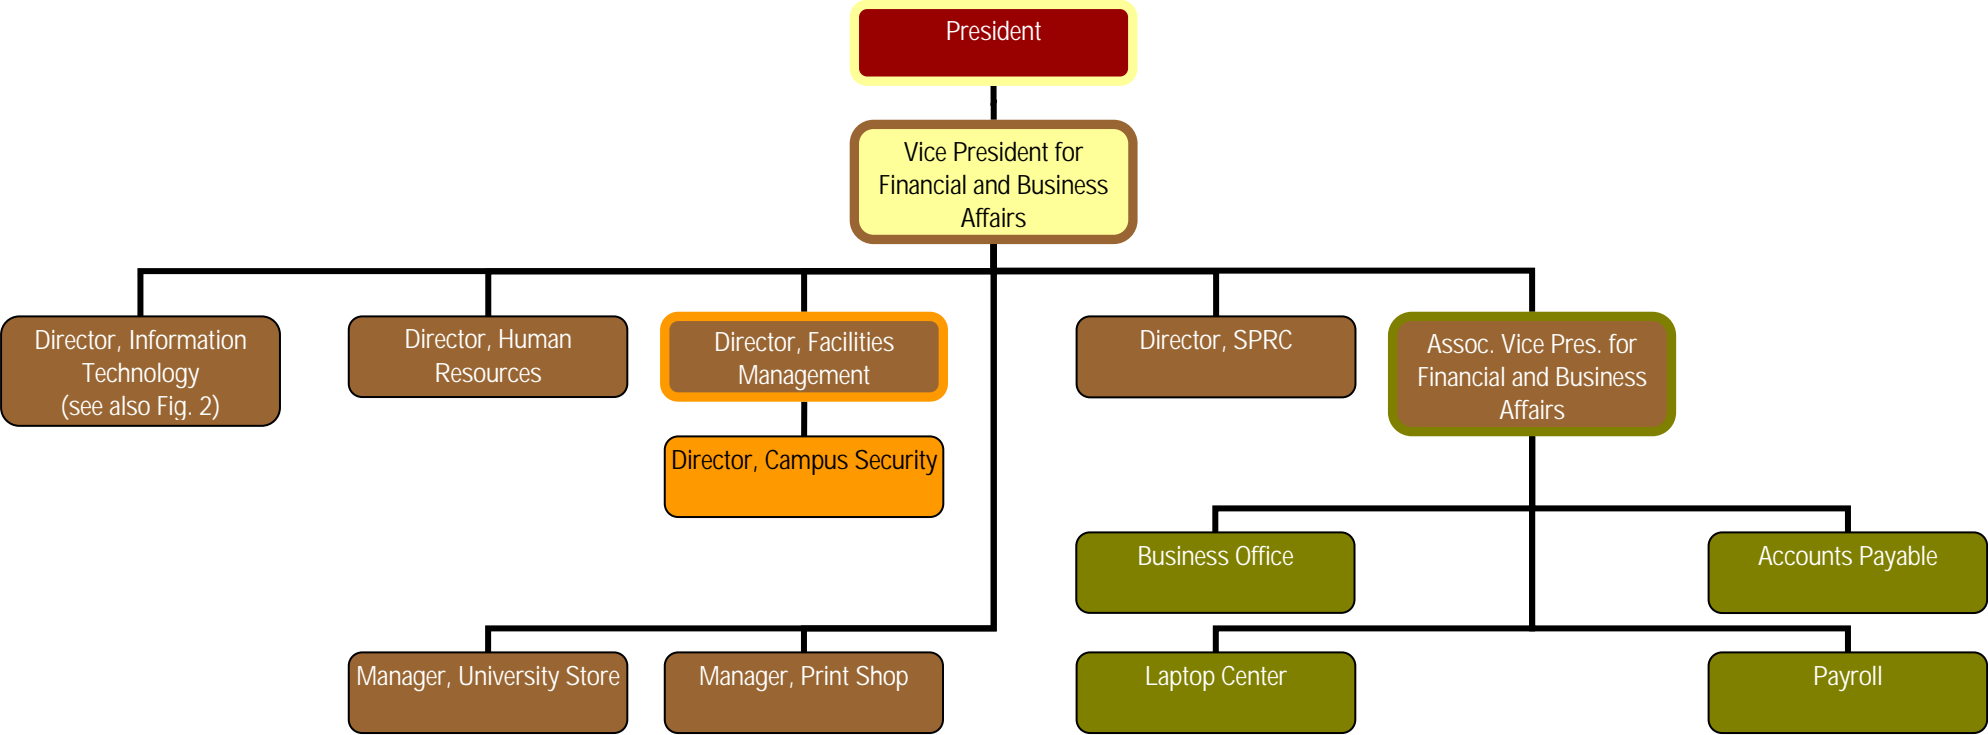 President
Vice President for
Financial and Business
Affairs
Director, Information
Technology
(see also Fig. 2)
Director, Human
Resources
Director, Facilities
Management
Director, SPRC
Assoc. Vice Pres. for
Financial and Business
Affairs
Director, Campus Security
Business Office
Accounts Payable
Manager, University Store
Manager, Print Shop
Laptop Center
Payroll